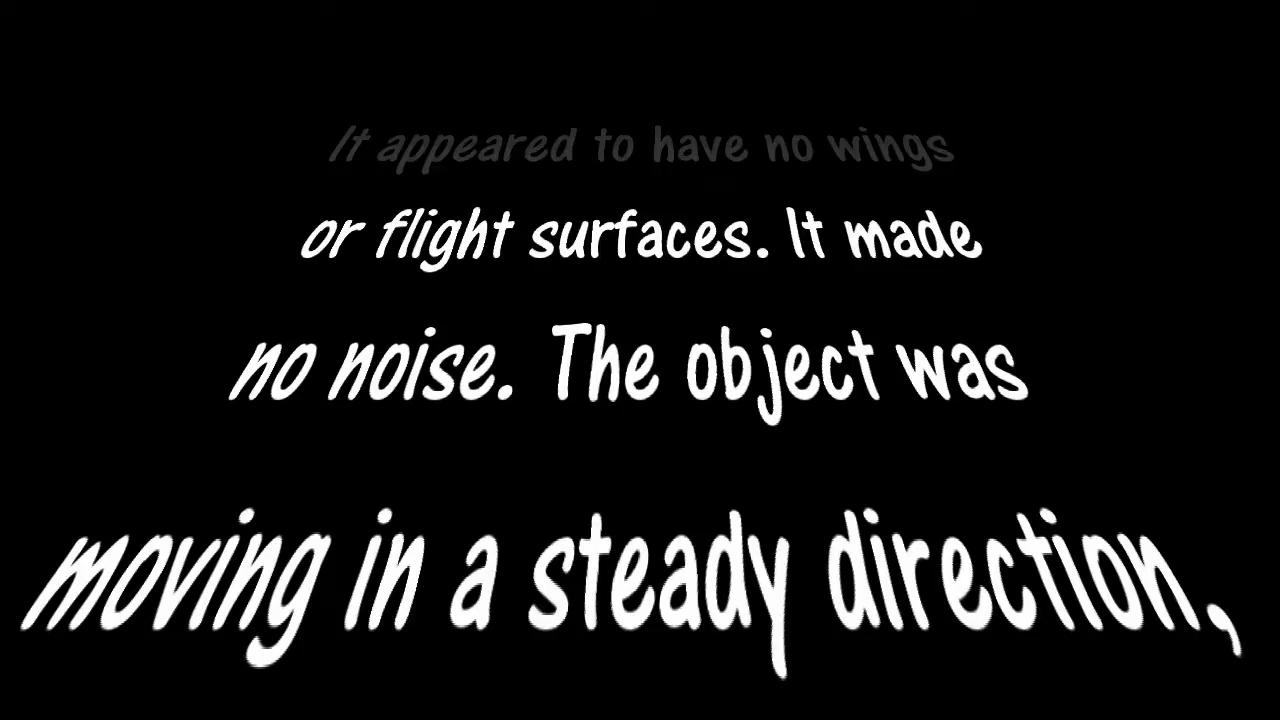 It appeared to have no wings
or flight surfaces. It made
no noise. The object was
moving in a steady direction,